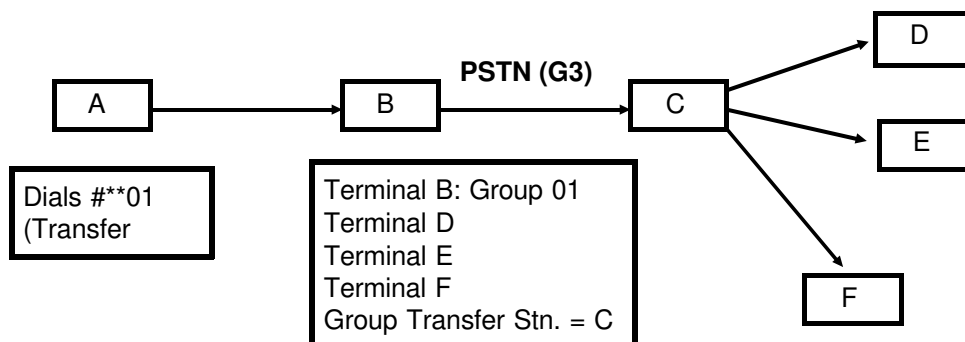 D
PSTN (G3)
A
B
C
E
Dials #**01
(Transfer
Terminal B: Group 01
Terminal D
Terminal E
Terminal F
Group Transfer Stn. = C
F